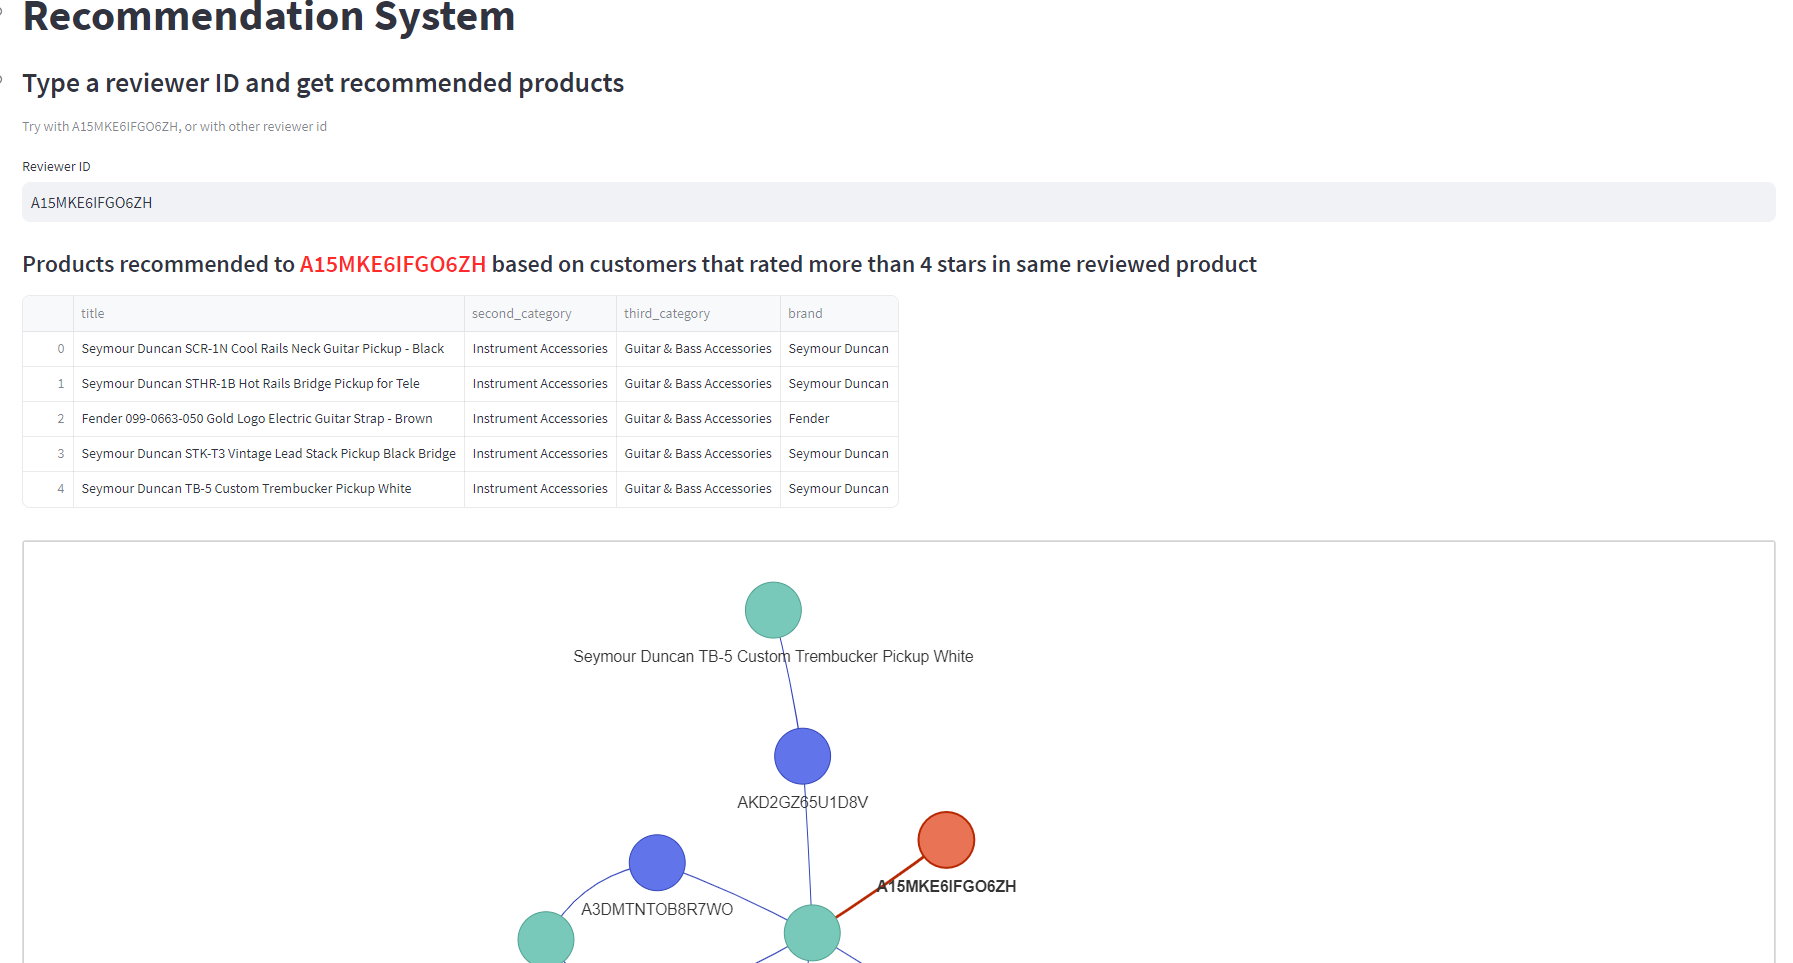 Recommendation System
Type a reviewer ID and get recommended products
Try with A15MKE6IFGO6ZH, or with other reviewer id
Reviewer ID
A15MKE6IFGO6ZH
Products recommended to A15MKE6IFGO6ZH based on customers that rated more than 4 stars in same reviewed product
title second_category third_category brand
0 Seymour Duncan SCR-1N Cool Rails Neck Guitar Pickup - Black Instrument Accessories Guitar & Bass Accessories Seymour Duncan
1 Seymour Duncan STHR-1B Hot Rails Bridge Pickup for Tele Instrument Accessories Guitar & Bass Accessories Seymour Duncan
2 Fender 099-0663-050 Gold Logo Electric Guitar Strap - Brown Instrument Accessories Guitar & Bass Accessories Fender
3 Seymour Duncan STK-T3 Vintage Lead Stack Pickup Black Bridge Instrument Accessories Guitar & Bass Accessories Seymour Duncan
4 Seymour Duncan TB-5 Custom Trembucker Pickup White Instrument Accessories Guitar & Bass Accessories Seymour Duncan
Seymour Duncan TB-5 Custom Trembucker Pickup White
AKD2GZ65U1D8V
A15MKE6IFGO6ZH
A3DMTNTOB8R7WO